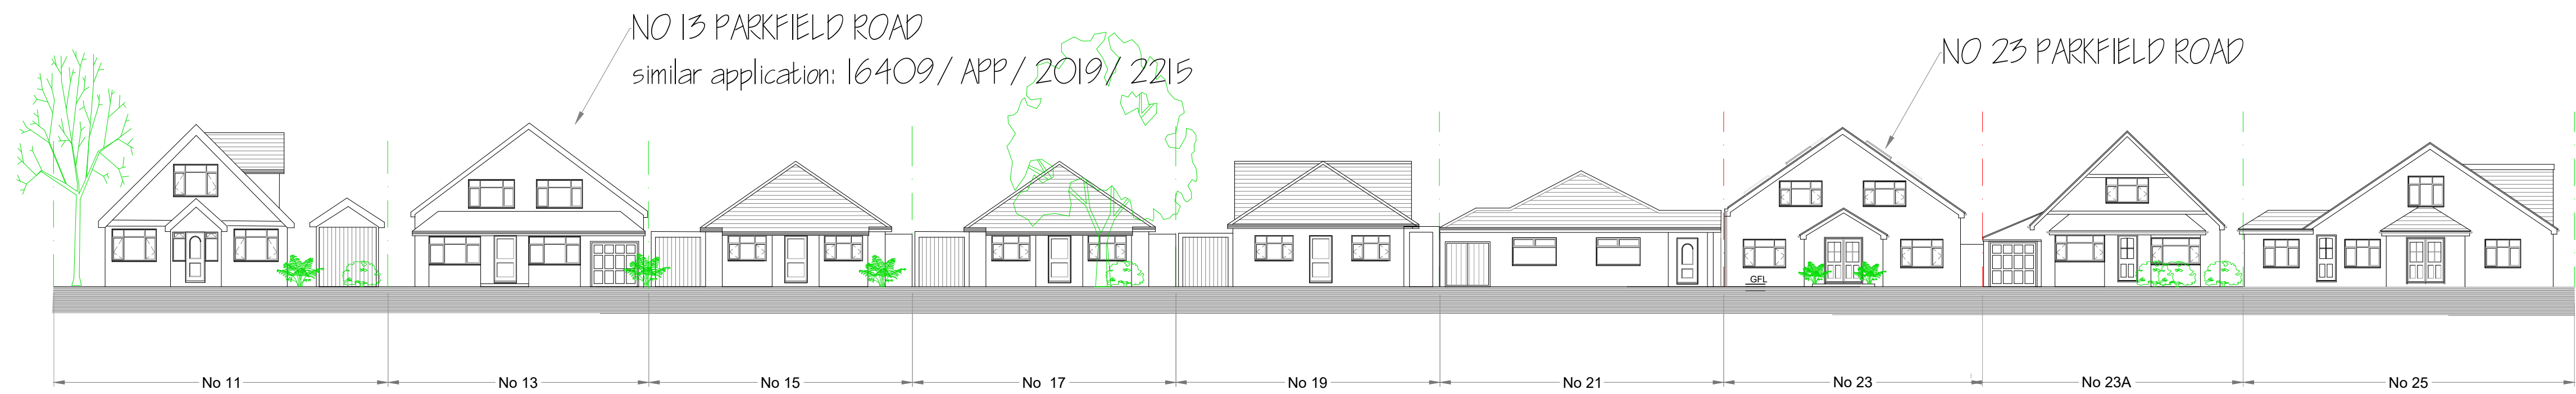 NO 13 PARKFIELD ROAD
similar application: 16409/ APP/ 2019/ 2215
NO 23 PARKFIELD ROAD
GFL
No 11
No 13
No 15
No 17
No 19
No 21
No 23
No 23A
No 25